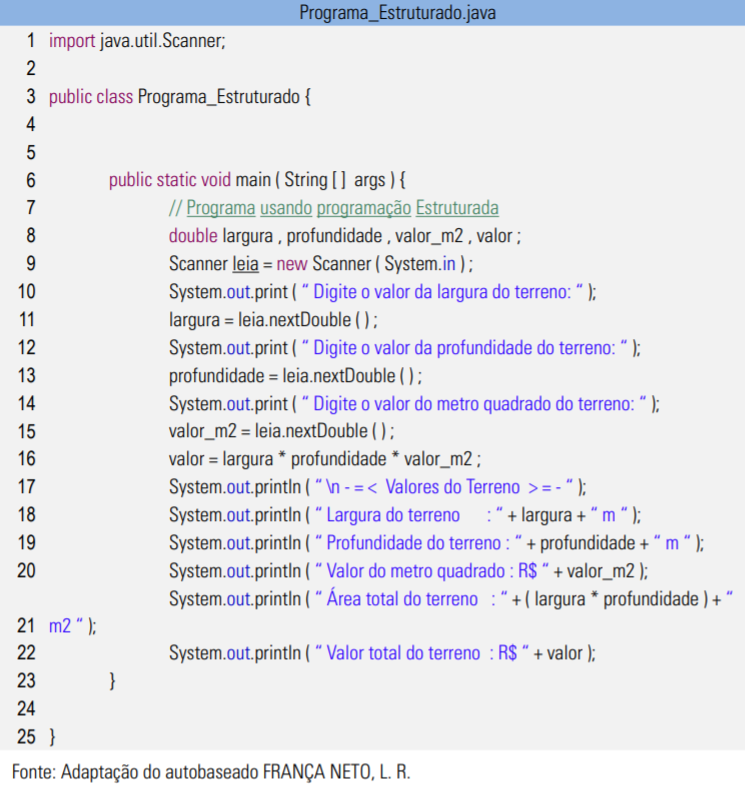 Programa_Estruturado.java
1 import java.util.Scanner;
2
3 public class Programa_Estruturado {
4
5
6 public static void main ( String [ ] args ) {
7 // Programa usando programação Estruturada
8 double largura , profundidade , valor_m2 , valor ;
9 Scanner leia = new Scanner ( System.in ) ;
10 System.out.print ( “ Digite o valor da largura do terreno: “ );
11 largura = leia.nextDouble ( ) ;
12 System.out.print ( “ Digite o valor da profundidade do terreno: “ );
13 profundidade = leia.nextDouble ( ) ;
14 System.out.print ( “ Digite o valor do metro quadrado do terreno: “ );
15 valor_m2 = leia.nextDouble ( ) ;
16 valor = largura * profundidade * valor_m2 ;
17 System.out.println ( “ \n - = < Valores do Terreno > = - “ );
18 System.out.println ( “ Largura do terreno : “ + largura + “ m “ );
19 System.out.println ( “ Profundidade do terreno : “ + profundidade + “ m “ );
20 System.out.println ( “ Valor do metro quadrado : R$ “ + valor_m2 );
System.out.println ( “ Área total do terreno : “ + ( largura * profundidade ) + “
21 m2 “ );
22 System.out.println ( “ Valor total do terreno : R$ “ + valor );
23 }
24
25 }
Fonte: Adaptação do autobaseado FRANÇA NETO, L. R.